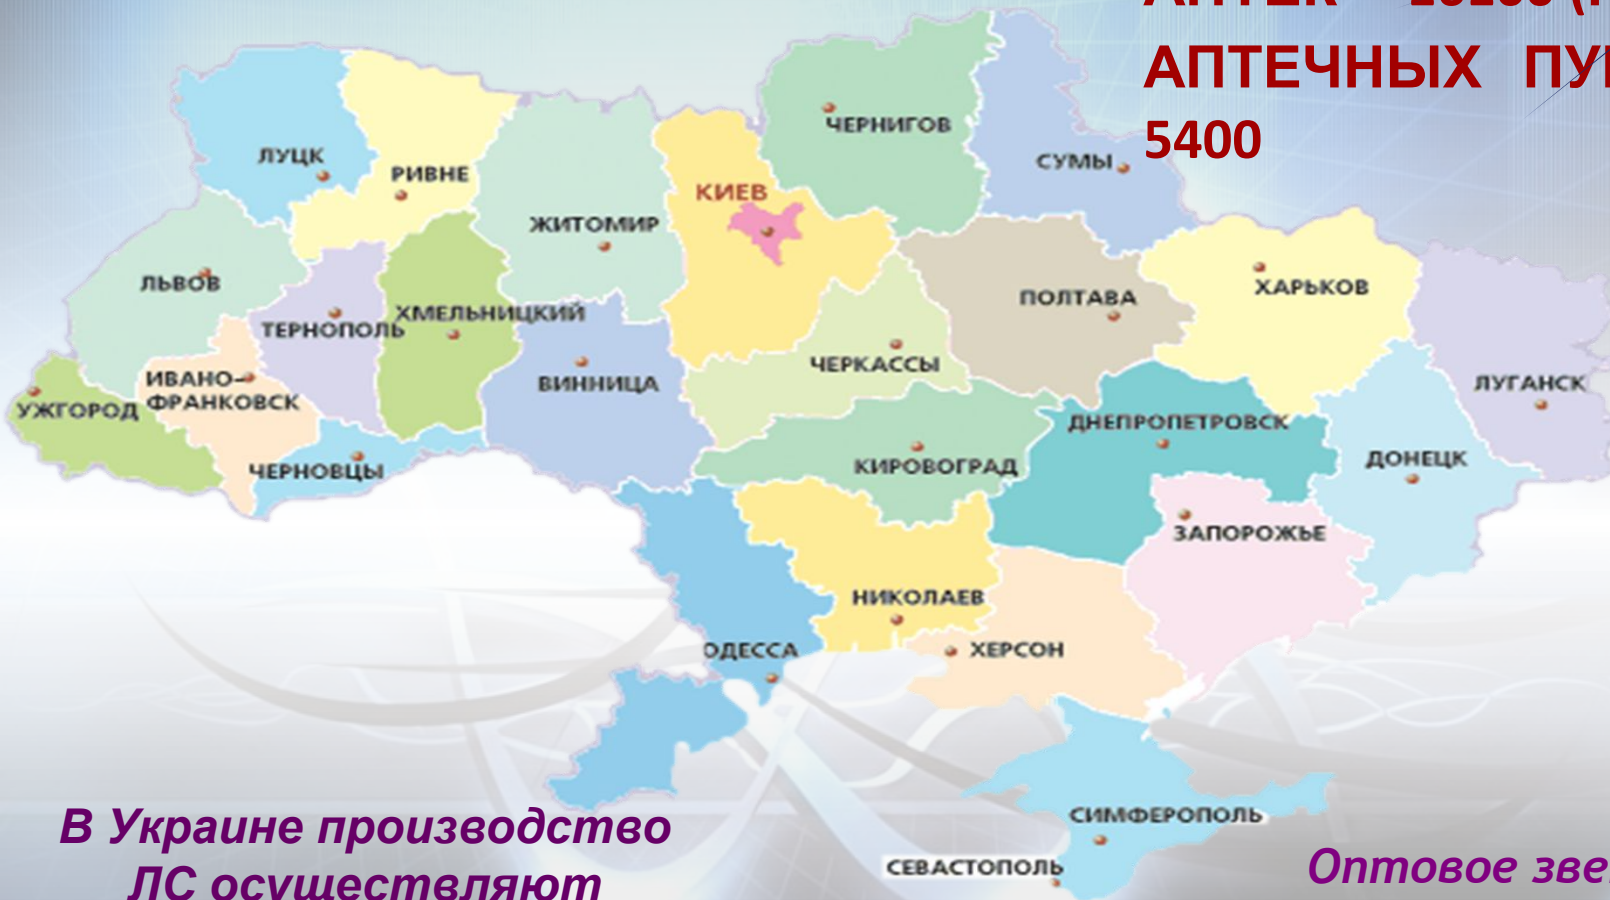 АПТЕК
АПТЕЧНЫХ
5400
ЧЕРНИГОВ
ЛУЦК
СУМЫ
РИВНЕ
КИЕВ
ЖИТОМИР
ЛЬВОВ
ХАРЬКОВ
ПОЛТАВА
ХМЕЛЬНИЦКИЙ
ТЕРНОПОЛЬ
ЧЕРКАССЫ
ИВАНО-
ФРАНКОВСК
ВИННИЦА
ЛУГАНСК
УЖГОРОД
ДНЕПРОПЕТРОВСК
ДОНЕЦК
КИРОВОГРАД
ЧЕРНОВЦЫ
ЗАПОРОЖЬЕ
НИКОЛАЕВ
ОДЕССА
ХЕРСОН
СИМФЕРОПОЛЬ
СЕВАСТОПОЛЬ
В Украине производство
ЛС осуществляют
Оптовое